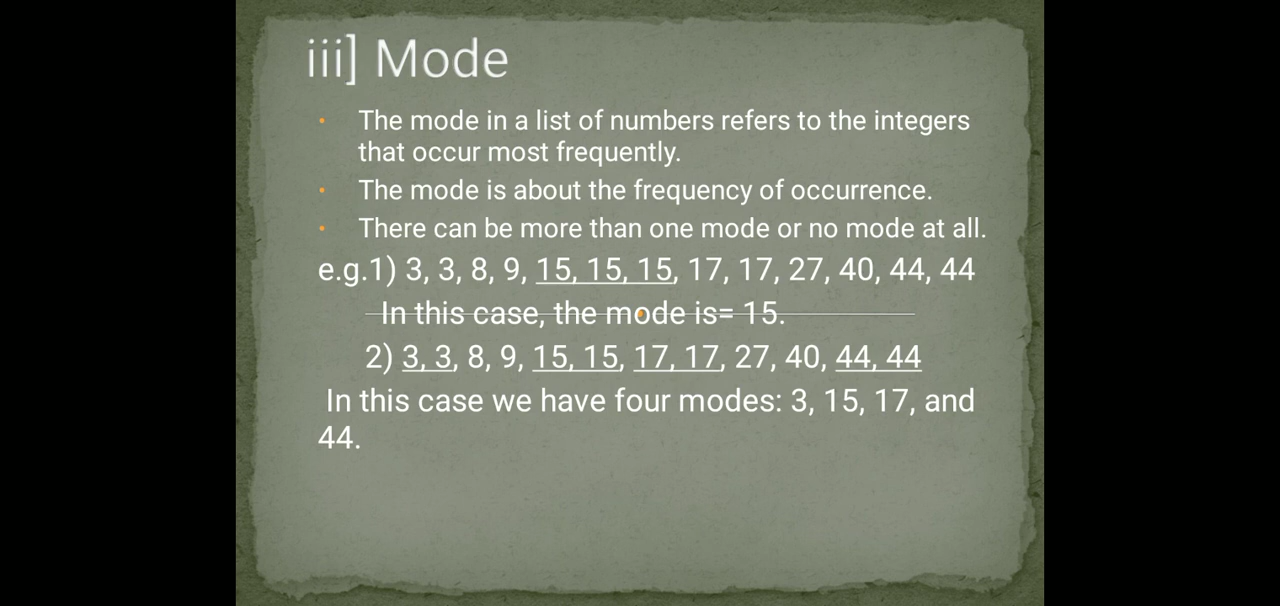 iii] Mode
• The mode in a list of numbers refers to the integers
that occur most frequently.
• The mode is about the frequency of occurrence.
• There can be more than one mode or no mode at all.
e.g.1) 3, 3, 8, 9, 15, 15, 15, 17, 17, 27, 40, 44, 44
In this case, the mode is= 15.
2) 3, 3, 8, 9, 15, 15, 17, 17, 27, 40, 44, 44
In this case we have four modes: 3, 15, 17, and
44.